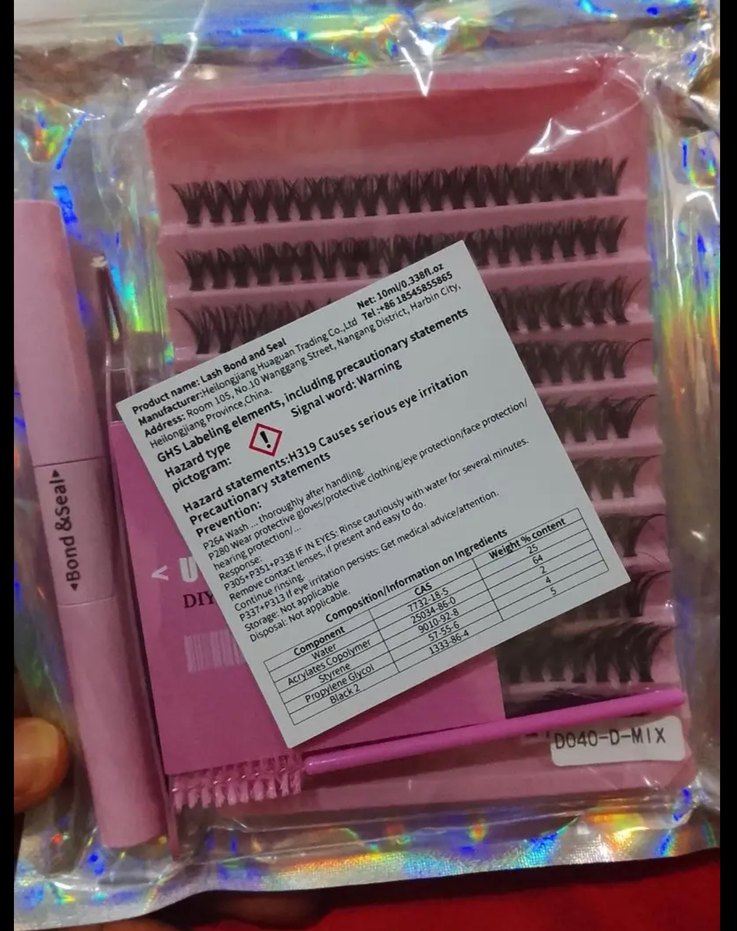 Product name: Lash Bond and Seal
Net: 10ml/0.338fl.oz
Manufacturer:Heilongjiang Huaguan Trading Co.,Ltd Tel:+86 18545855865
Address: Room 105, No.10 Wanggang Street, Nangang District, Harbin City,
Heilongjiang Province,China.
GHS Labeling elements, including precautionary statements
Hazard type
pictogram:
!
Signal word: Warning
Hazard statements:H319 Causes serious eye irritation
Precautionary statements
Prevention:
P264 Wash ... thoroughly after handling.
P280 Wear protective gloves/protective clothing/eye protection/face protection/
hearing protection/...
Response:
P305+P351+P338 IF IN EYES: Rinse cautiously with water for several minutes.
Remove contact lenses, if present and easy to do.
Continue rinsing.
P337+P313 If eye irritation persists: Get medical advice/attention.
Storage: Not applicable
Disposal: Not applicable.
Composition/Information on Ingredients
Component CAS Weight % content
Water 7732-18-5 25
Acrylates Copolymer 25034-86-0 64
Styrene 9010-92-8 2
Propylene Glycol 57-55-6 4
Black 2 1333-86-4 5
Bond &Seal
< U
DIY
D040-D-MIX